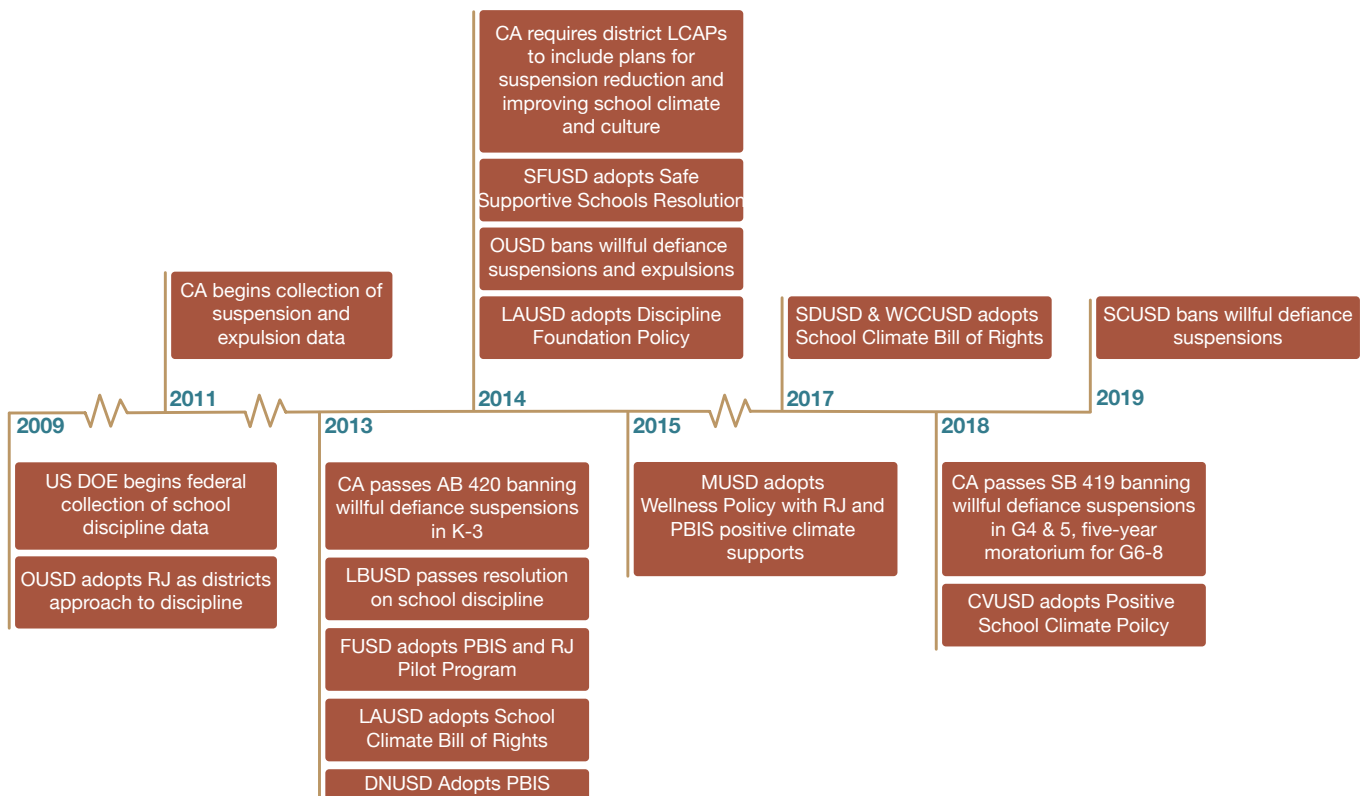 2009
US DOE begins federal
collection of school
discipline data
OUSD adopts RJ as districts
approach to discipline
CA begins collection of
suspension and
expulsion data
2011
2013
CA passes AB 420 banning
willful defiance suspensions
in K-3
LBUSD passes resolution
on school discipline
FUSD adopts PBIS and RJ
Pilot Program
LAUSD adopts School
Climate Bill of Rights
DNUSD Adopts PBIS
CA requires district LCAPs
to include plans for
suspension reduction and
improving school climate
and culture
SFUSD adopts Safe
Supportive Schools Resolution
OUSD bans willful defiance
suspensions and expulsions
LAUSD adopts Discipline
Foundation Policy
2014
2015
MUSD adopts
Wellness Policy with RJ and
PBIS positive climate
supports
SDUSD & WCCUSD adopts
School Climate Bill of Rights
2017
2018
CA passes SB 419 banning
willful defiance suspensions
in G4 & 5, five-year
moratorium for G6-8
CVUSD adopts Positive
School Climate Poilcy
SCUSD bans willful defiance
suspensions
2019